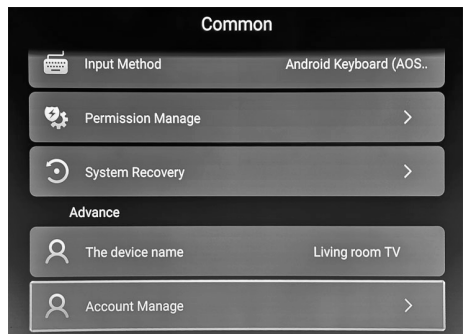 Common
Input Method Android Keyboard (AOS..
Permission Manage
System Recovery
Advance
The device name Living room TV
Account Manage